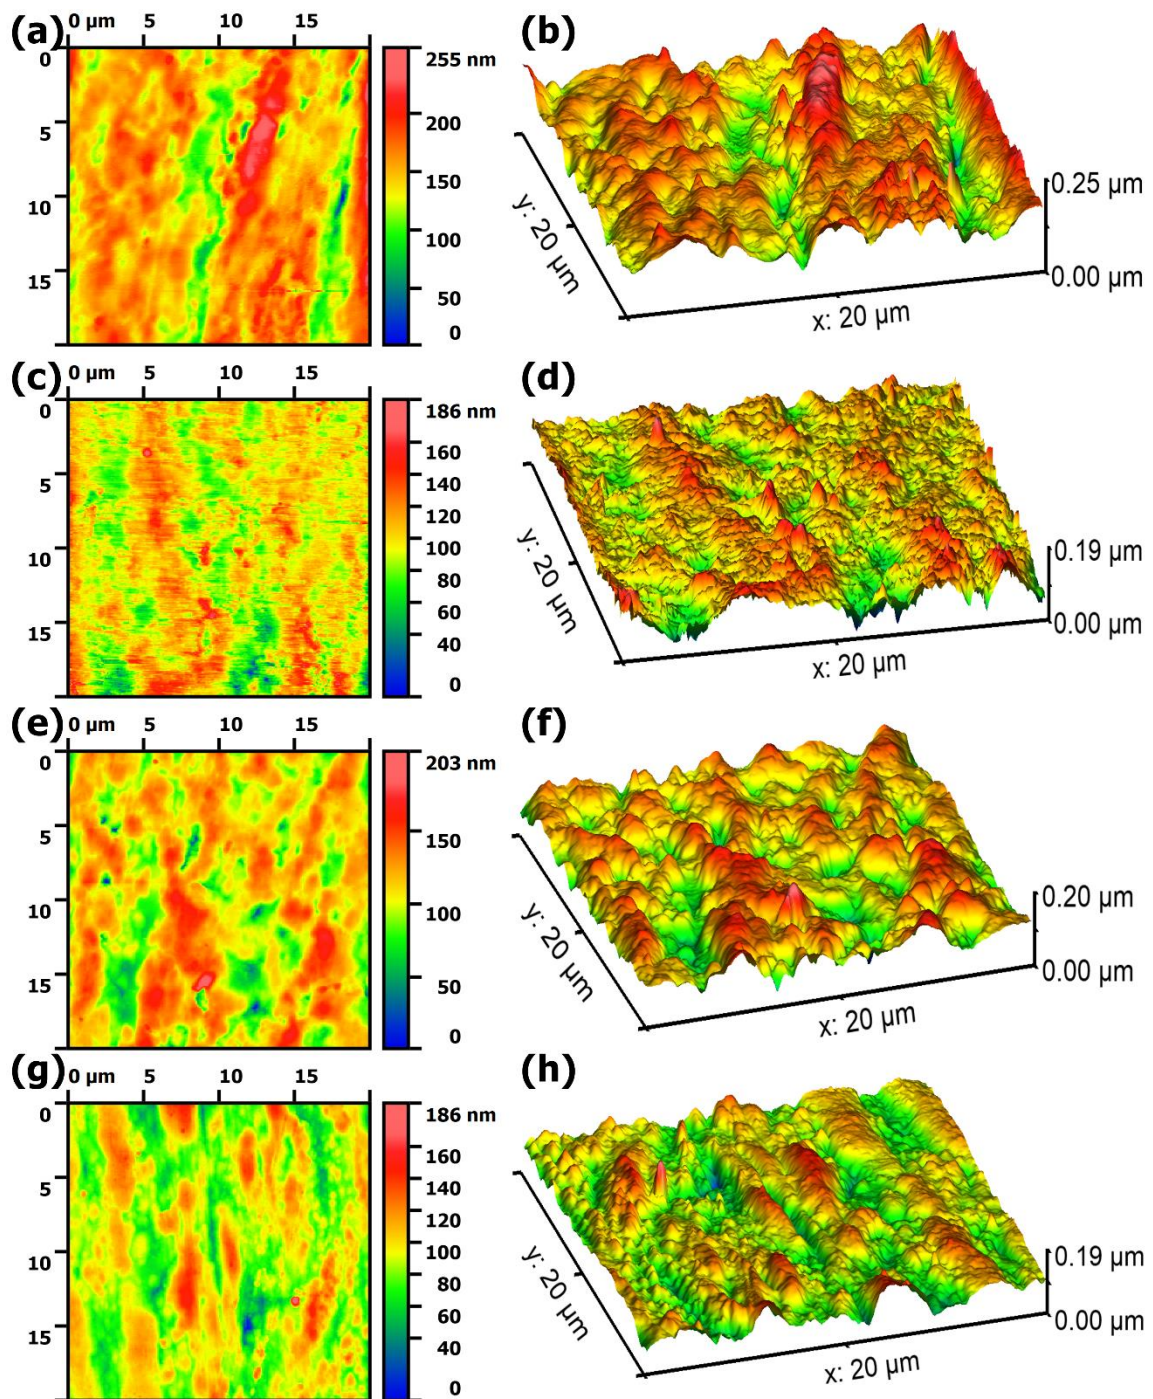 (a)
0 µm 5 10 15
0
5
10
15
255 nm
200
150
100
50
0
(b)
y: 20 µm
x: 20 µm
0.25 µm
0.00 µm
(c)
0 µm 5 10 15
0
5
10
15
186 nm
160
140
120
100
80
60
40
0
(d)
y: 20 µm
x: 20 µm
0.19 µm
0.00 µm
(e)
0 µm 5 10 15
0
5
10
15
203 nm
150
100
50
0
(f)
y: 20 µm
x: 20 µm
0.20 µm
0.00 µm
(g)
0 µm 5 10 15
0
5
10
15
186 nm
160
140
120
100
80
60
40
0
(h)
y: 20 µm
x: 20 µm
0.19 µm
0.00 µm